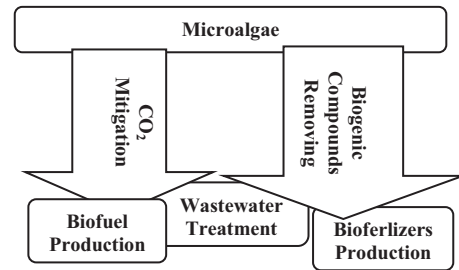 Microalgae
CO₂
Mitigation
Biogenic
Compounds
Removing
Biofuel
Production
Wastewater
Treatment
Bioferlizers
Production